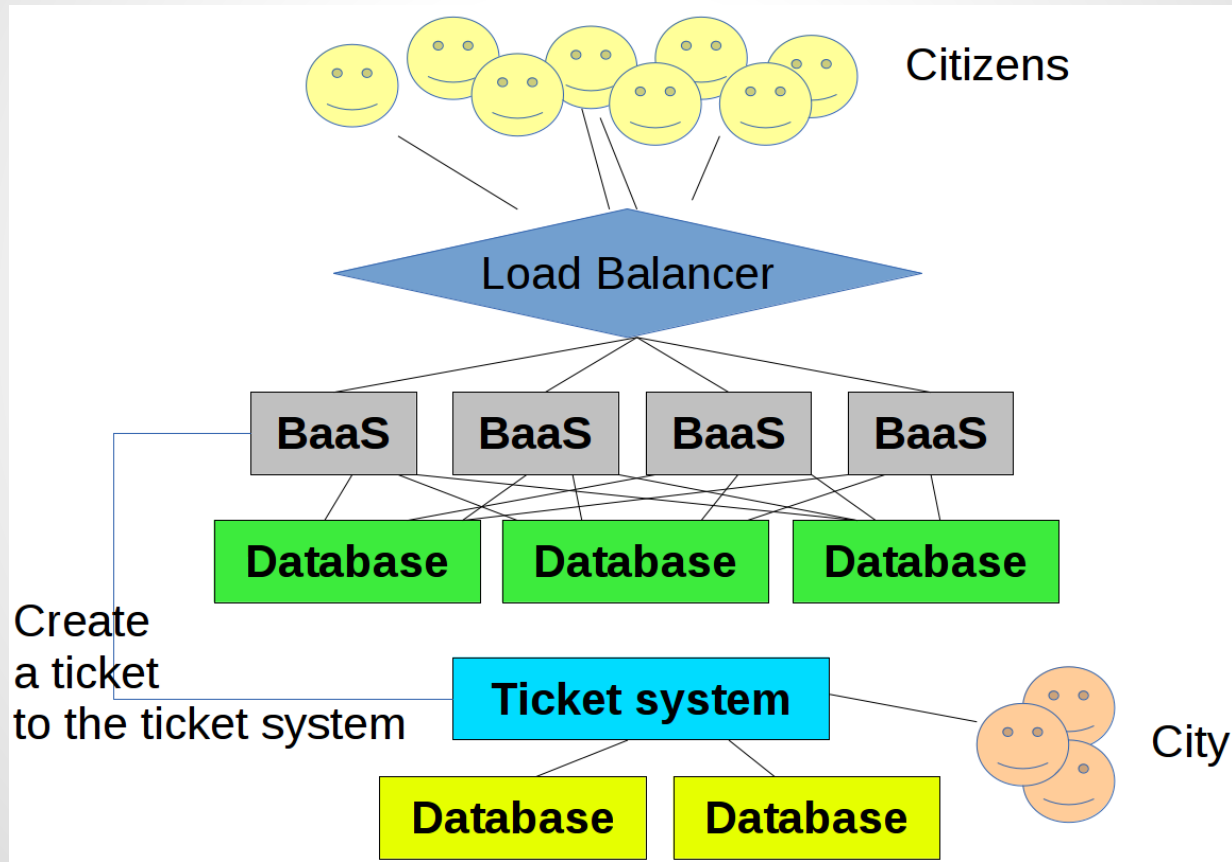 Citizens
Load Balancer
BaaS
BaaS
BaaS
BaaS
Database
Database
Database
Create
a ticket
to the ticket system
Ticket system
City
Database
Database